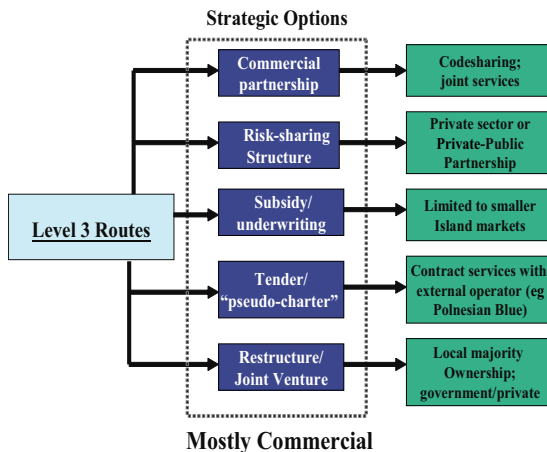 Strategic Options
Commercial
partnership
Codesharing;
joint services
Risk-sharing
Structure
Private sector or
Private-Public
Partnership
Level 3 Routes
Subsidy/
underwriting
Limited to smaller
Island markets
Tender/
“pseudo-charter”
Contract services with
external operator (eg
Polnesian Blue)
Restructure/
Joint Venture
Local majority
Ownership;
government/private
Mostly Commercial